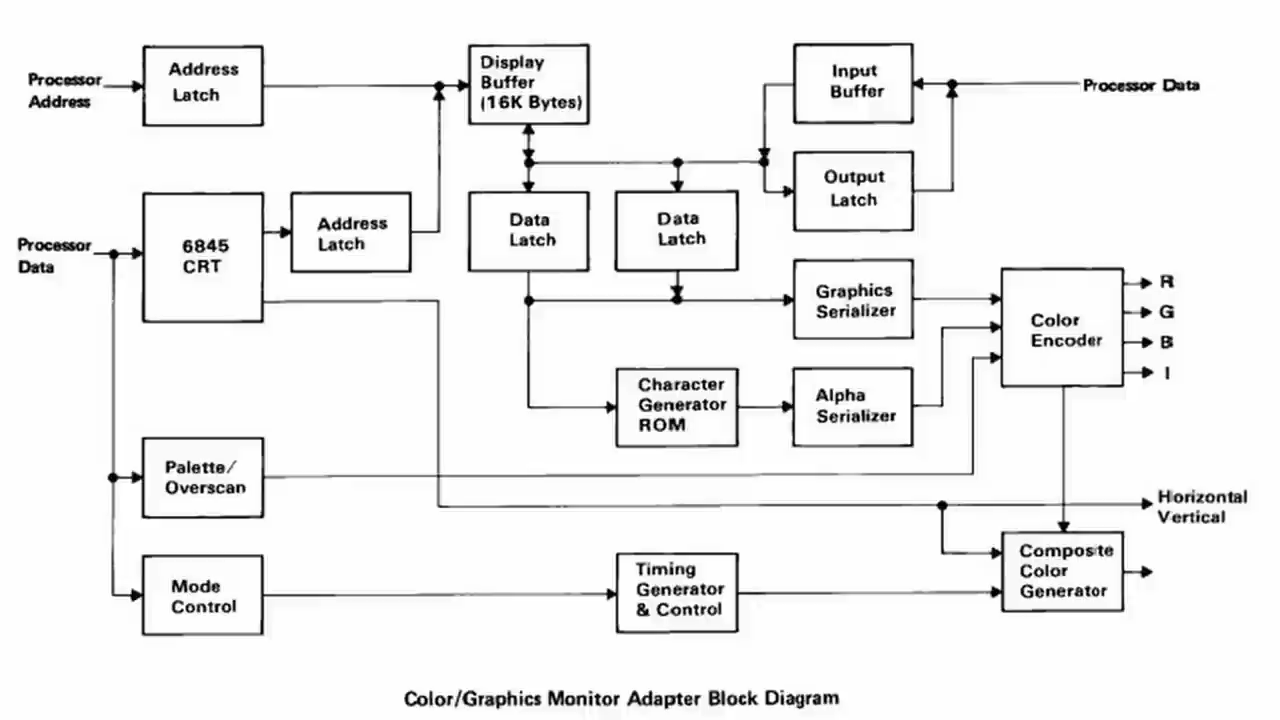 Processor
Address
Address
Latch
Display
Buffer
(16K Bytes)
Input
Buffer
Processor Data
Output
Latch
Processor
Data
6845
CRT
Address
Latch
Data
Latch
Data
Latch
Graphics
Serializer
Color
Encoder
R
G
B
I
Character
Generator
ROM
Alpha
Serializer
Palette/
Overscan
Horizontal
Vertical
Mode
Control
Timing
Generator
& Control
Composite
Color
Generator
Color/Graphics Monitor Adapter Block Diagram